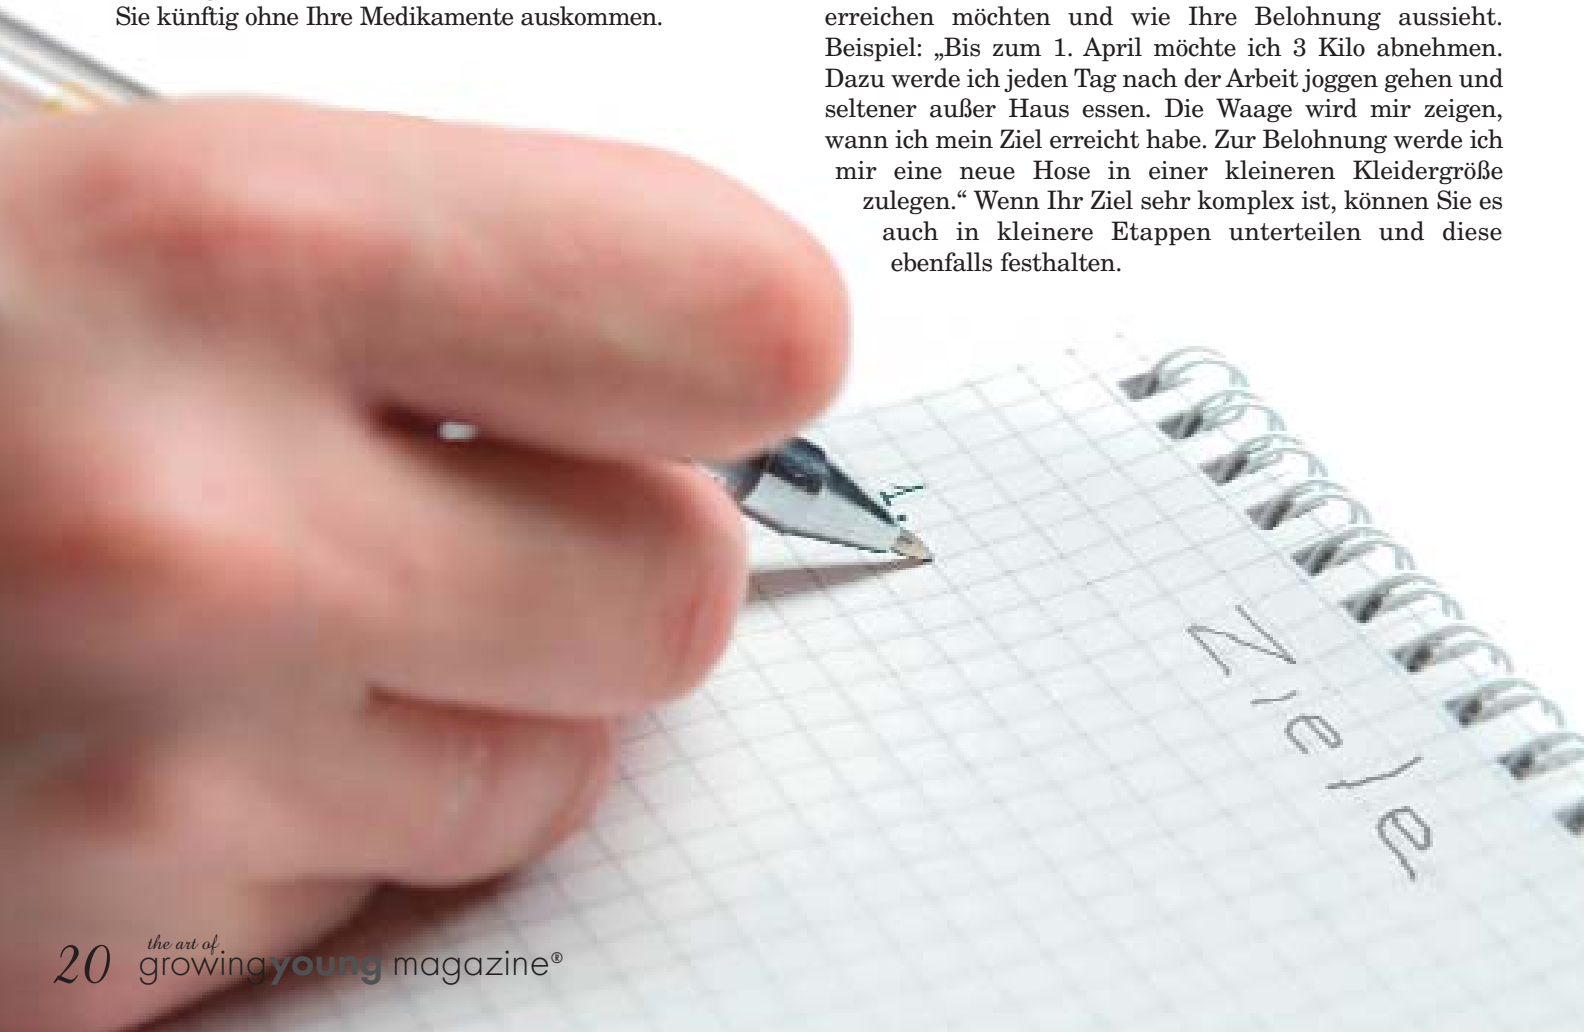 Sie künftig ohne Ihre Medikamente auskommen.
erreichen möchten und wie Ihre Belohnung aussieht.
Beispiel: „Bis zum 1. April möchte ich 3 Kilo abnehmen.
Dazu werde ich jeden Tag nach der Arbeit joggen gehen und
seltener außer Haus essen. Die Waage wird mir zeigen,
wann ich mein Ziel erreicht habe. Zur Belohnung werde ich
mir eine neue Hose in einer kleineren Kleidergröße
zulegen.“ Wenn Ihr Ziel sehr komplex ist, können Sie es
auch in kleinere Etappen unterteilen und diese
ebenfalls festhalten.
Ziele
1.
20 the art of growingyoung magazine®